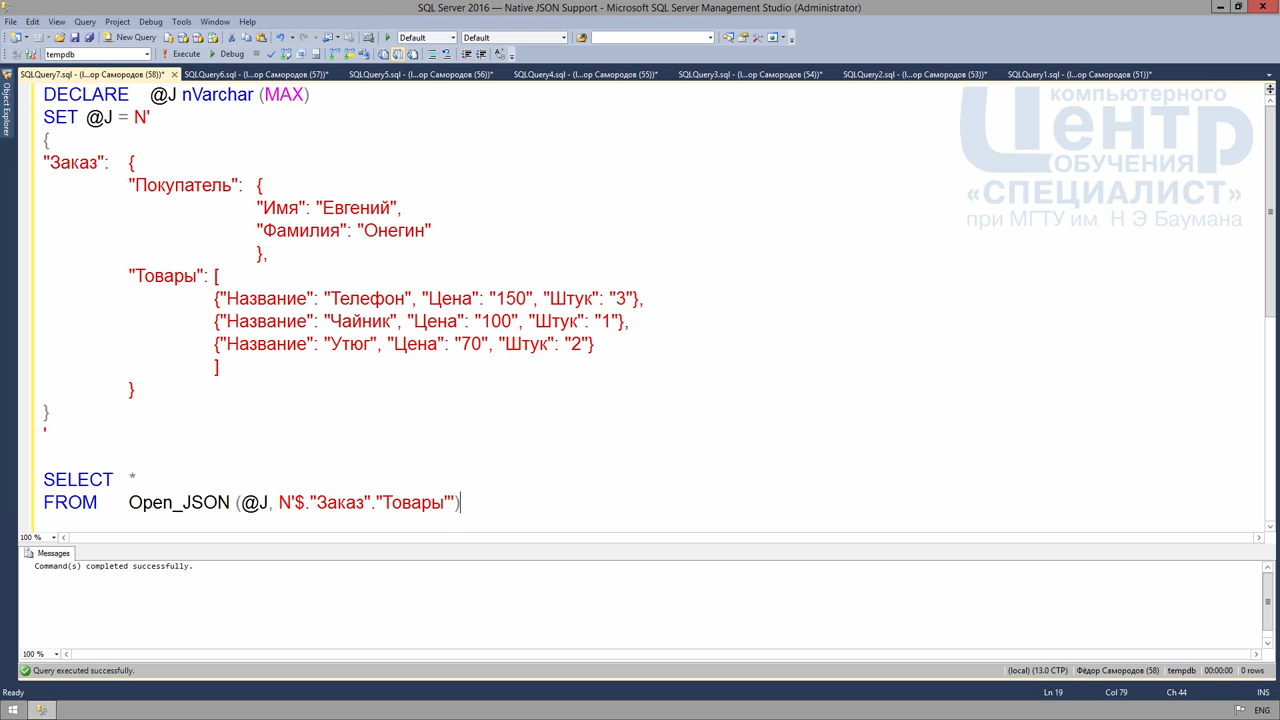 SQL Server 2016 — Native JSON Support - Microsoft SQL Server Management Studio (Administrator)
File Edit View Query Project Debug Tools Window Help
New Query
Default Default
tempdb Execute Debug
SQLQuery7.sql - (l...ор Самородов (58))* SQLQuery6.sql - (l...ор Самородов (57))* SQLQuery5.sql - (l...ор Самородов (56))* SQLQuery4.sql - (l...ор Самородов (55))* SQLQuery3.sql - (l...ор Самородов (54))* SQLQuery2.sql - (l...ор Самородов (53))* SQLQuery1.sql - (l...ор Самородов (51))*
Object Explorer
компьютерного
Центр
ОБУЧЕНИЯ
«СПЕЦИАЛИСТ»
при МГТУ им Н Э Баумана
DECLARE @J nVarchar (MAX)
SET @J = N'
{
"Заказ": {
"Покупатель": {
"Имя": "Евгений",
"Фамилия": "Онегин"
},
"Товары": [
{"Название": "Телефон", "Цена": "150", "Штук": "3"},
{"Название": "Чайник", "Цена": "100", "Штук": "1"},
{"Название": "Утюг", "Цена": "70", "Штук": "2"}
]
}
}
'
SELECT *
FROM Open_JSON (@J, N'$."Заказ"."Товары"')
100 %
Messages
Command(s) completed successfully.
100 %
Query executed successfully. (local) (13.0 CTP) Фёдор Самородов (58) tempdb 00:00:00 0 rows
Ready Ln 19 Col 79 Ch 44 INS
ENG